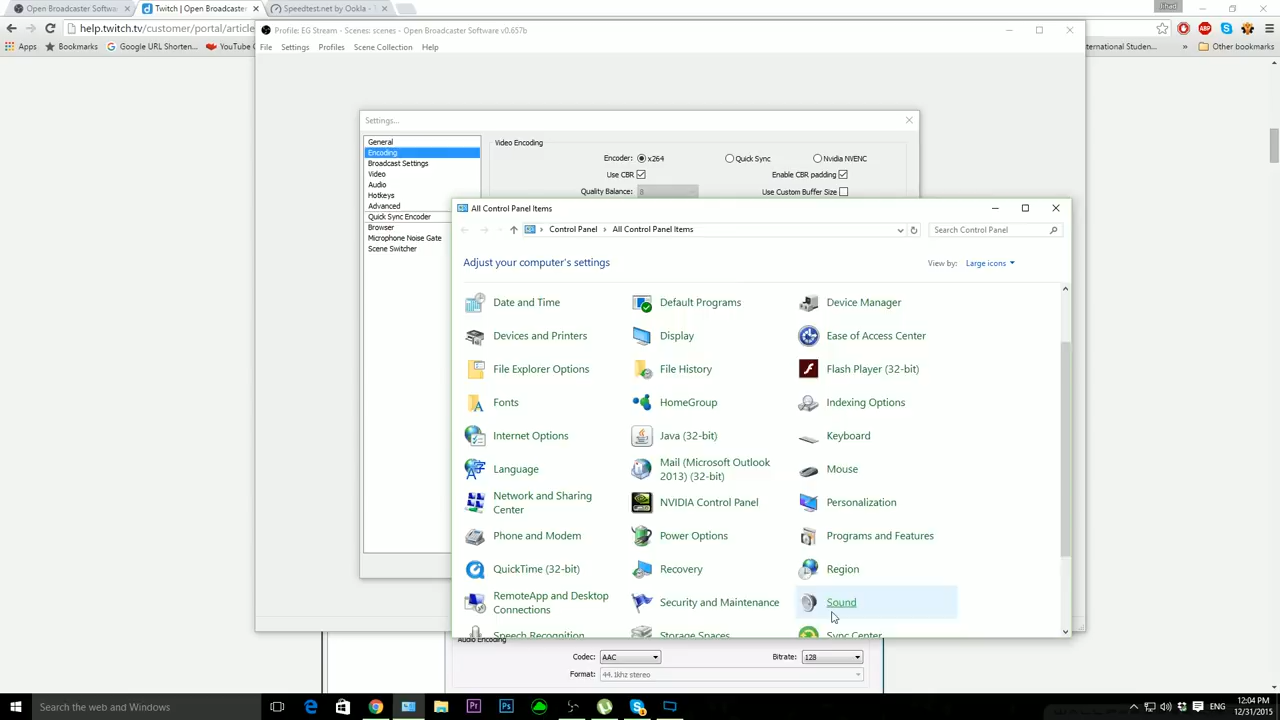 Open Broadcaster Softwa
Twitch | Open Broadcaster
Speedtest.net by Ookla -
Jihad
help.twitch.tv/customer/portal/article
Apps
Bookmarks
Google URL Shorten...
YouTube
ternational Studen...
»
Other bookmarks
Profile: EG Stream - Scenes: scenes - Open Broadcaster Software v0.657b
File Settings Profiles Scene Collection Help
Settings...
General
Encoding
Broadcast Settings
Video
Audio
Hotkeys
Advanced
Quick Sync Encoder
Browser
Microphone Noise Gate
Scene Switcher
Video Encoding
Encoder: x264 Quick Sync Nvidia NVENC
Use CBR Enable CBR padding
Quality Balance: 8 Use Custom Buffer Size
All Control Panel Items
Control Panel > All Control Panel Items
Search Control Panel
Adjust your computer's settings
View by: Large icons
Date and Time Default Programs Device Manager
Devices and Printers Display Ease of Access Center
File Explorer Options File History Flash Player (32-bit)
Fonts HomeGroup Indexing Options
Internet Options Java (32-bit) Keyboard
Language Mail (Microsoft Outlook
2013) (32-bit) Mouse
Network and Sharing
Center NVIDIA Control Panel Personalization
Phone and Modem Power Options Programs and Features
QuickTime (32-bit) Recovery Region
RemoteApp and Desktop
Connections Security and Maintenance Sound
Speech Recognition Storage Spaces Sync Center
Audio Encoding
Codec: AAC Bitrate: 128
Format: 44.1khz stereo
Search the web and Windows
ENG
12:04 PM
12/31/2015